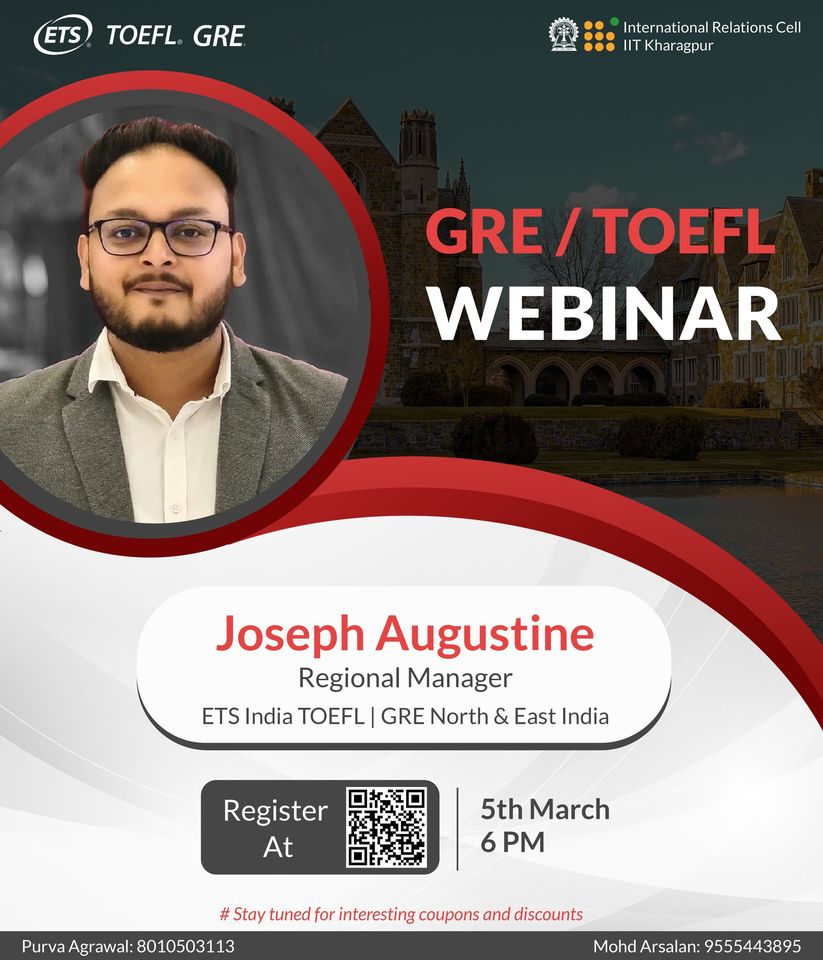 ETS® TOEFL® GRE
International Relations Cell
IIT Kharagpur
GRE / TOEFL
WEBINAR
Joseph Augustine
Regional Manager
ETS India TOEFL | GRE North & East India
Register
At
5th March
6 PM
# Stay tuned for interesting coupons and discounts
Purva Agrawal: 8010503113
Mohd Arsalan: 9555443895